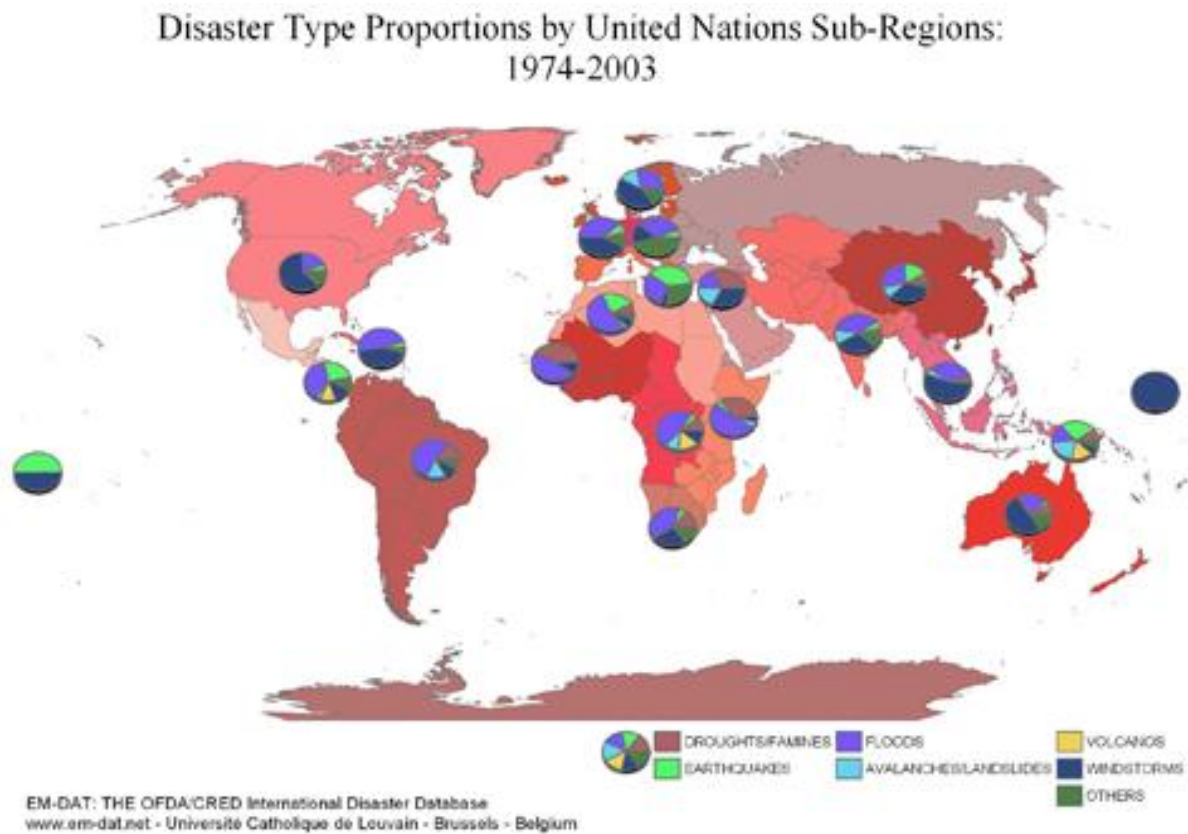 Disaster Type Proportions by United Nations Sub-Regions:
1974-2003
DROUGHTS/FAMINES FLOODS VOLCANOS
EARTHQUAKES AVALANCHES/LANDSLIDES WINDSTORMS
OTHERS
EM-DAT: THE OFDA/CRED International Disaster Database
www.em-dat.net - Université Catholique de Louvain - Brussels - Belgium